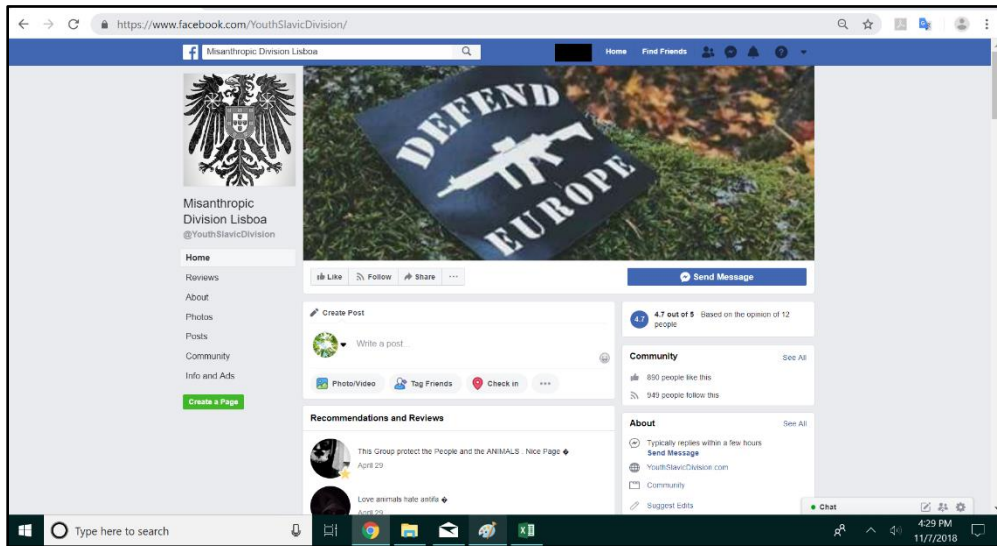 https://www.facebook.com/YouthSlavicDivision/
Misanthropic Division Lisboa
Home Find Friends
DEFEND
EUROPE
Misanthropic
Division Lisboa
@YouthSlavicDivision
Home
Reviews
About
Photos
Posts
Community
Info and Ads
Create a Page
Like Follow Share ...
Send Message
Create Post
Write a post...
Photo/Video Tag Friends Check in ...
Recommendations and Reviews
This Group protect the People and the ANIMALS . Nice Page �
April 29
Love animals hate antifa �
April 29
4.7 4.7 out of 5 · Based on the opinion of 12
people
Community See All
890 people like this
949 people follow this
About See All
Typically replies within a few hours
Send Message
YouthSlavicDivision.com
Community
Suggest Edits
Chat
Type here to search
4:29 PM
11/7/2018